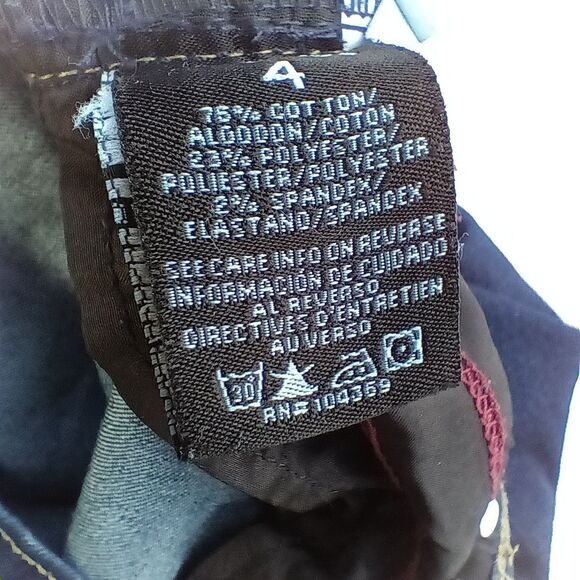 4
76% COTTON/
ALGODON/COTON
23% POLYESTER/
POLIESTER/POLYESTER
2% SPANDEX/
ELASTANO/SPANDEX
SEE CARE INFO ON REVERSE
INFORMACIÓN DE CUIDADO
AL REVERSO
DIRECTIVES D'ENTRETIEN
AU VERSO
30
RN# 104369